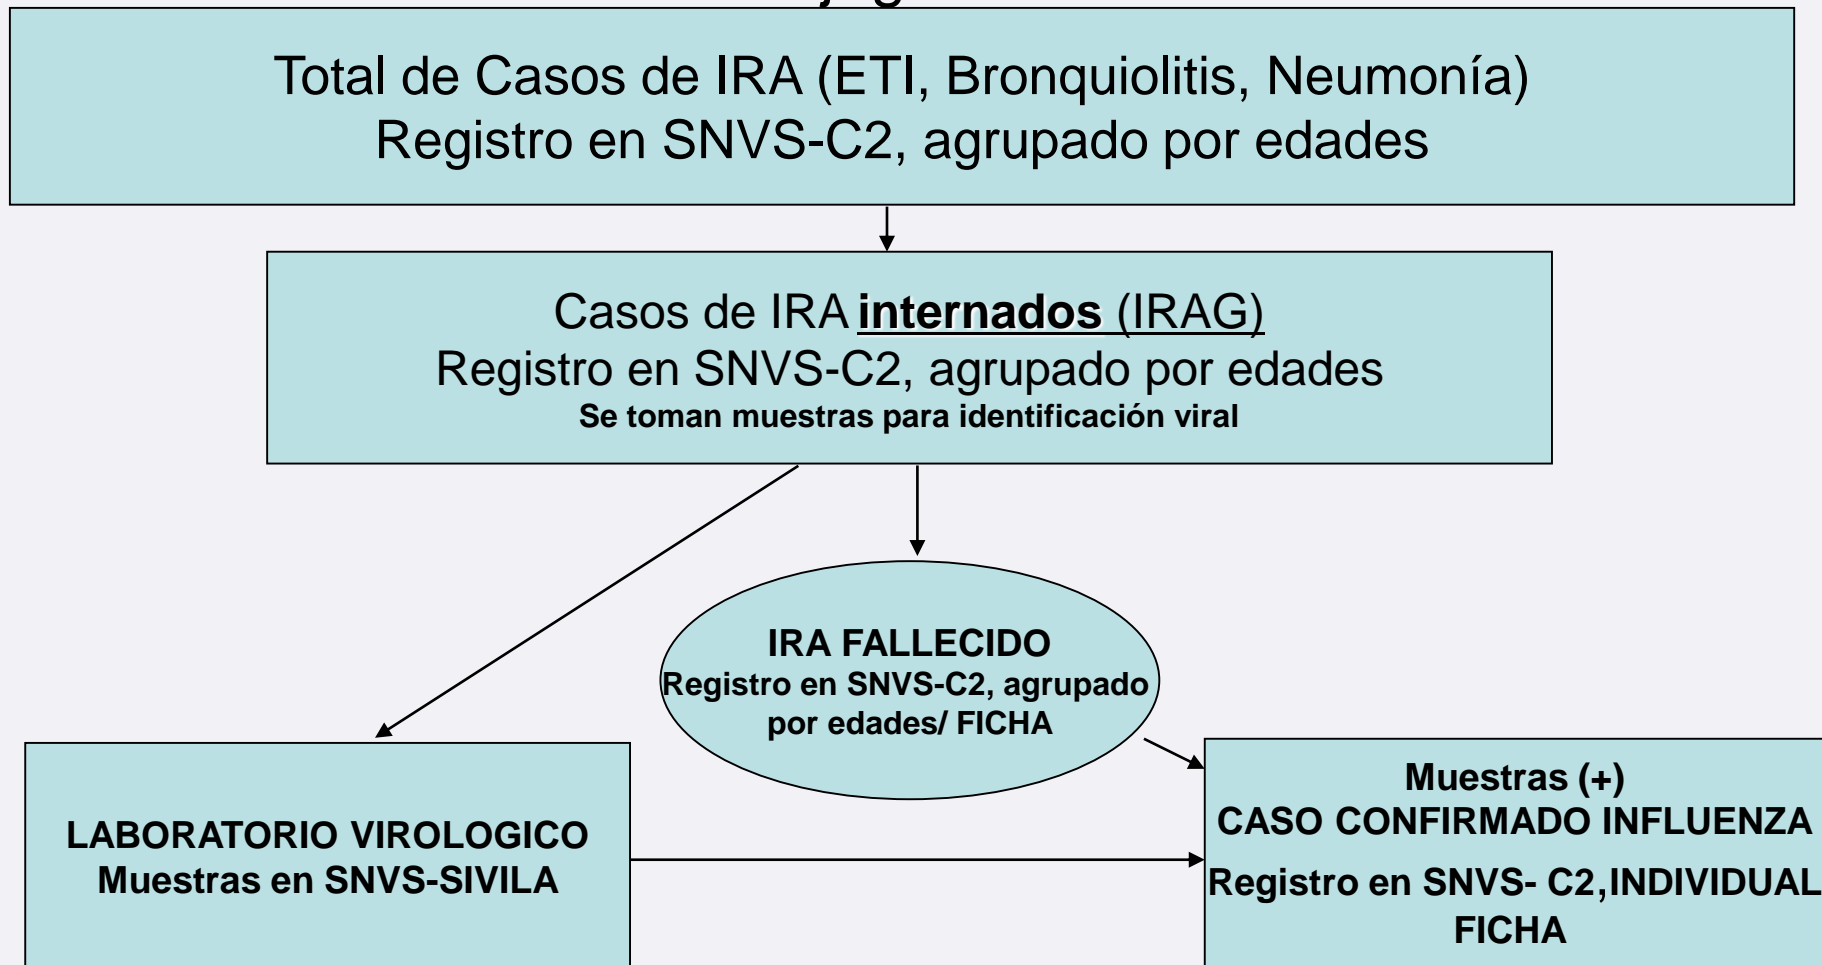 Total de Casos de IRA (ETI, Bronquiolitis, Neumonía)
Registro en SNVS-C2, agrupado por edades
Casos de IRA internados (IRAG)
Registro en SNVS-C2, agrupado por edades
Se toman muestras para identificación viral
IRA FALLECIDO
Registro en SNVS-C2, agrupado
por edades/ FICHA
LABORATORIO VIROLOGICO
Muestras en SNVS-SIVILA
Muestras (+)
CASO CONFIRMADO INFLUENZA
Registro en SNVS- C2,INDIVIDUAL
FICHA